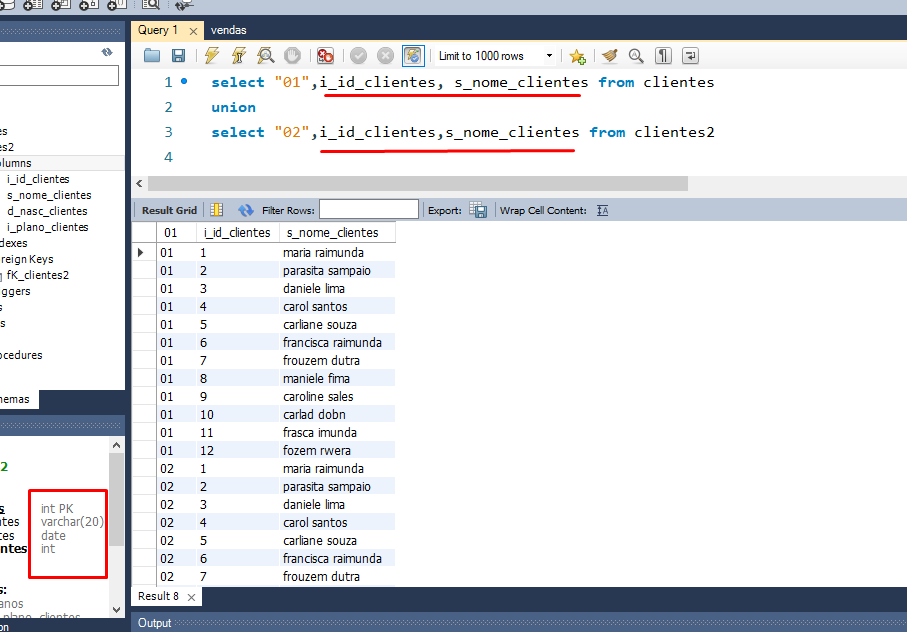 Query 1 × vendas
Limit to 1000 rows
1 select "01",i_id_clientes, s_nome_clientes from clientes
2 union
3 select "02",i_id_clientes,s_nome_clientes from clientes2
4
es
es2
olumns
i_id_clientes
s_nome_clientes
d_nasc_clientes
i_plano_clientes
dexes
reign Keys
fK_clientes2
ggers
s
s
ocedures
hemas
Result Grid Filter Rows: Export: Wrap Cell Content:
01 i_id_clientes s_nome_clientes
01 1 maria raimunda
01 2 parasita sampaio
01 3 daniele lima
01 4 carol santos
01 5 carliane souza
01 6 francisca raimunda
01 7 frouzem dutra
01 8 maniele fima
01 9 caroline sales
01 10 carlad dobn
01 11 frasca imunda
01 12 fozem rwera
02 1 maria raimunda
02 2 parasita sampaio
02 3 daniele lima
02 4 carol santos
02 5 carliane souza
02 6 francisca raimunda
02 7 frouzem dutra
2
s int PK
ntes varchar(20)
tes date
entes int
s:
anos
plano_clientes
on
Result 8 ×
Output